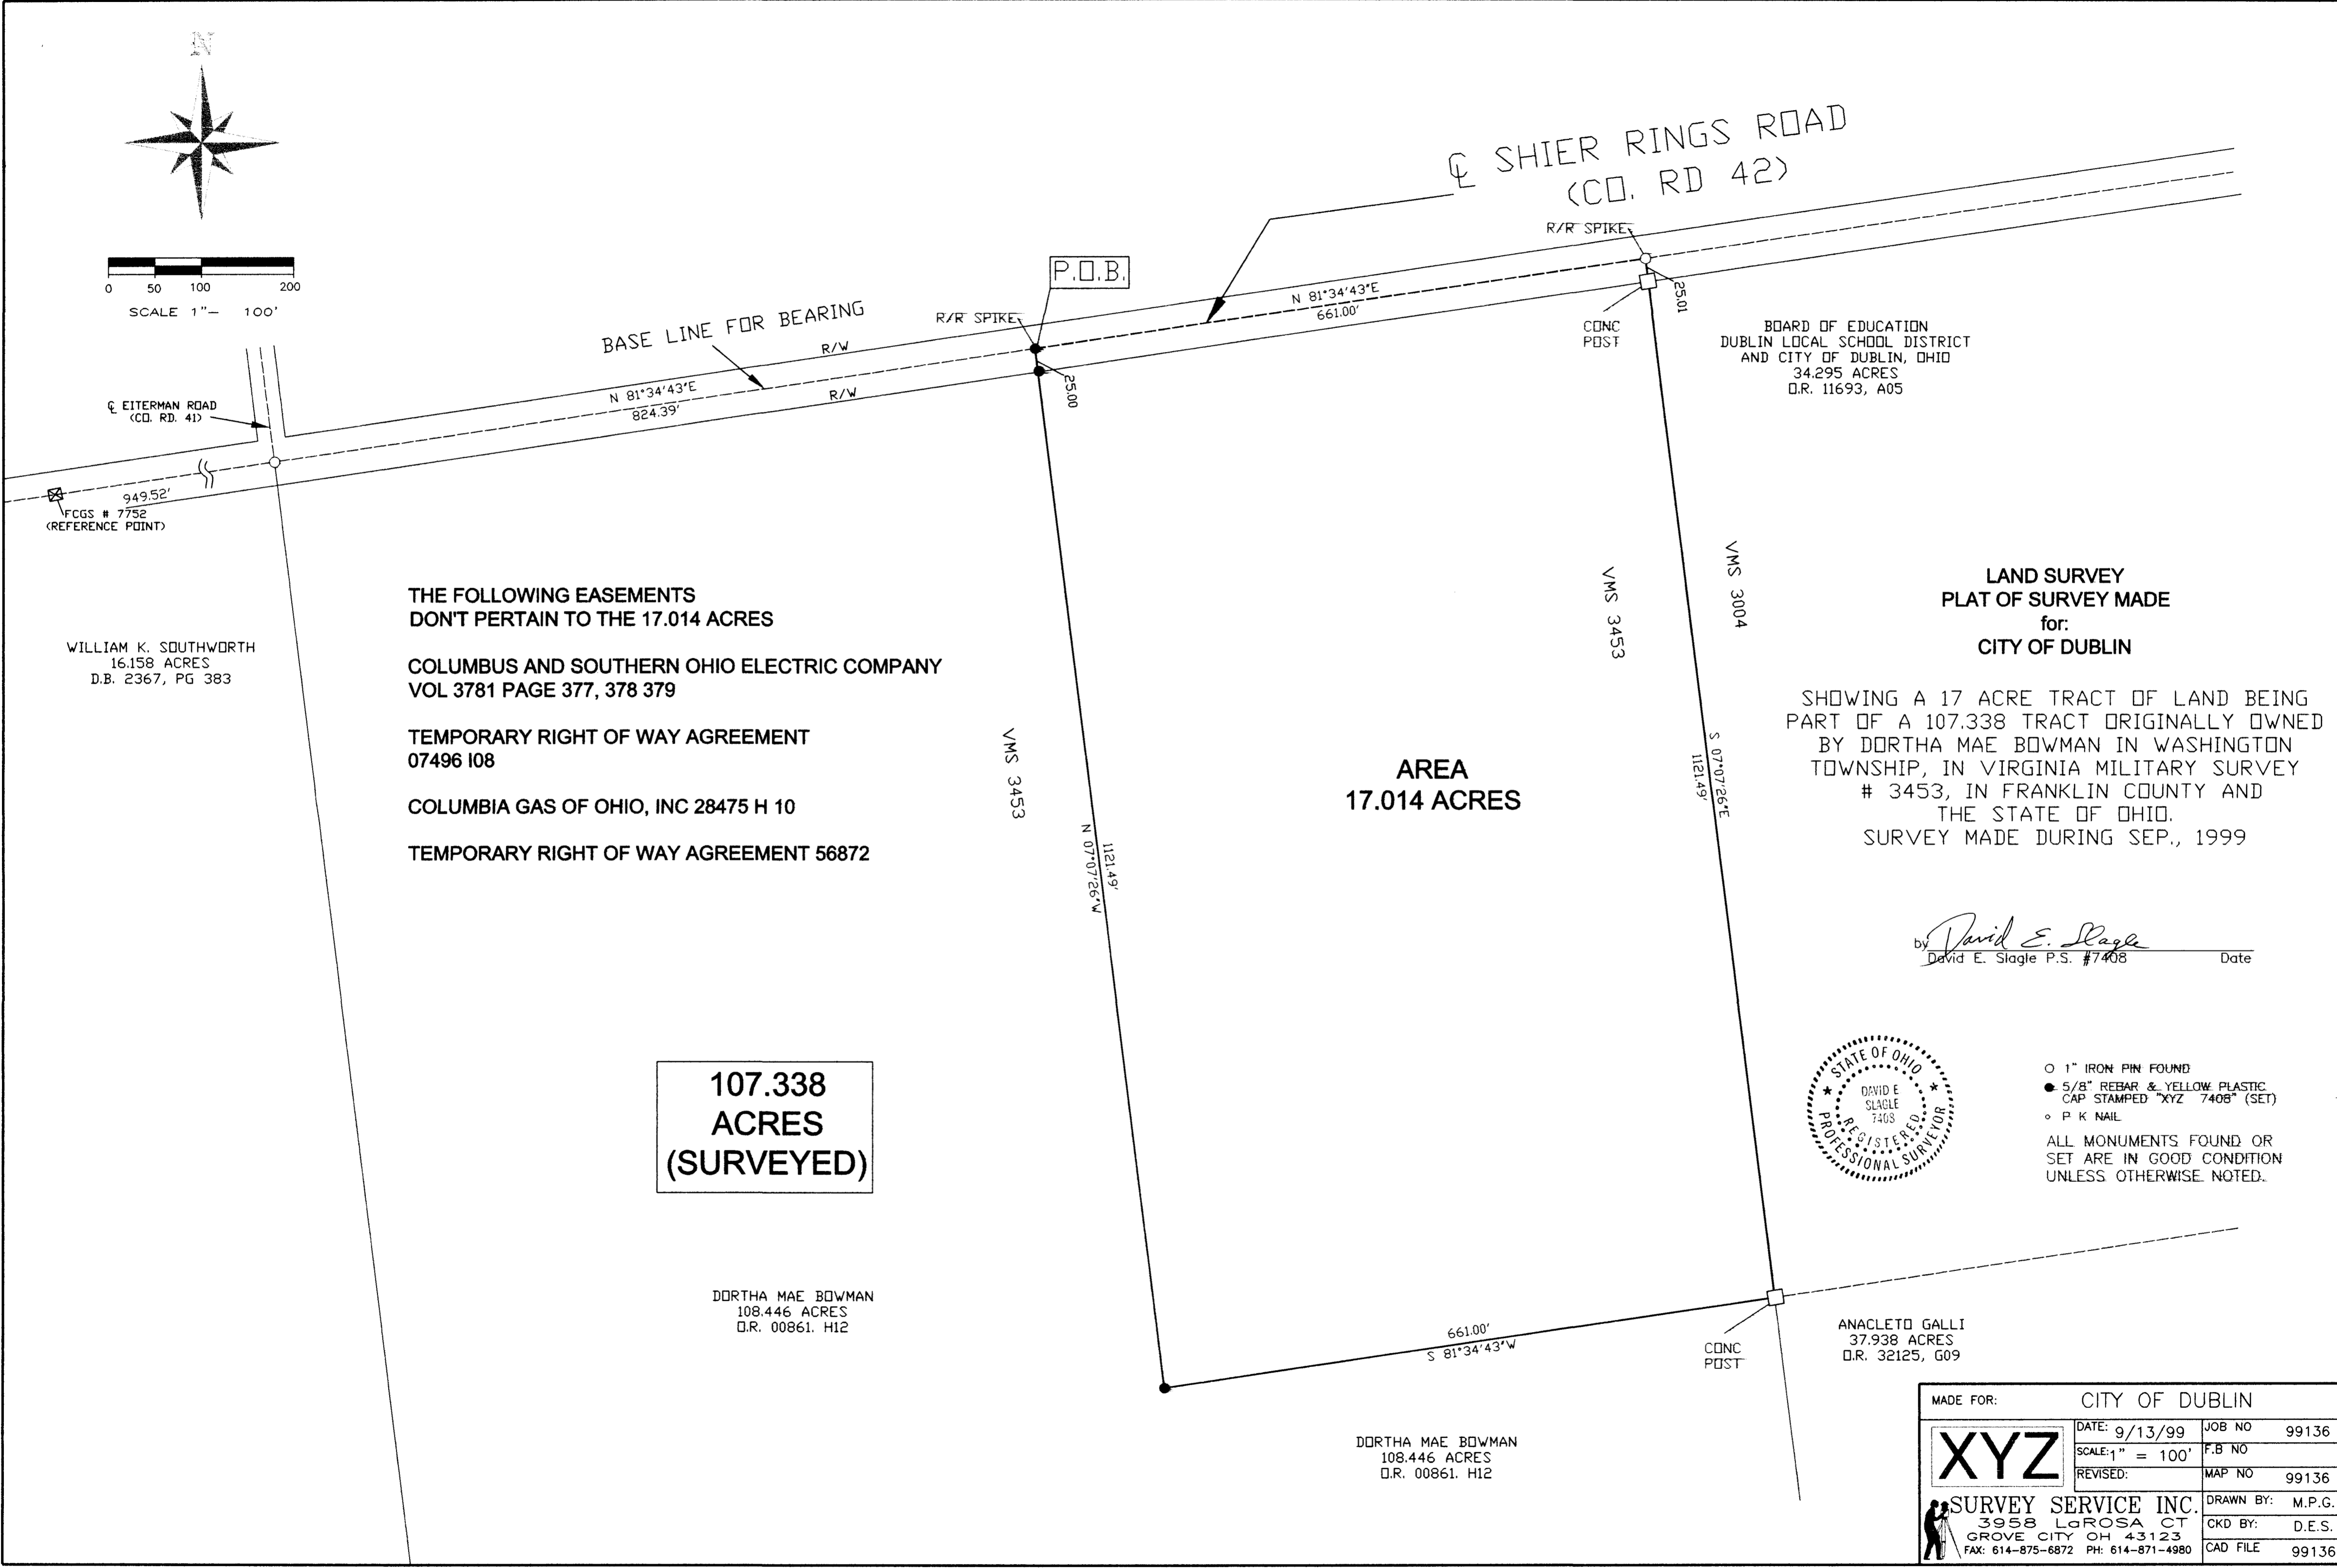 N
0 50 100 200
SCALE 1"— 100'
℄ SHIER RINGS ROAD
(CO. RD 42)
R/R SPIKE
P.O.B.
R/R SPIKE
BASE LINE FOR BEARING
R/W
R/W
N 81°34'43"E
661.00'
25.01
CONC
POST
25.00
BOARD OF EDUCATION
DUBLIN LOCAL SCHOOL DISTRICT
AND CITY OF DUBLIN, OHIO
34.295 ACRES
O.R. 11693, A05
N 81°34'43"E
824.39'
℄ EITERMAN ROAD
(CO. RD. 41)
949.52'
FCGS # 7752
(REFERENCE POINT)
WILLIAM K. SOUTHWORTH
16.158 ACRES
D.B. 2367, PG 383
THE FOLLOWING EASEMENTS
DON'T PERTAIN TO THE 17.014 ACRES
COLUMBUS AND SOUTHERN OHIO ELECTRIC COMPANY
VOL 3781 PAGE 377, 378 379
TEMPORARY RIGHT OF WAY AGREEMENT
07496 I08
COLUMBIA GAS OF OHIO, INC 28475 H 10
TEMPORARY RIGHT OF WAY AGREEMENT 56872
VMS 3453
N 07°07'26"W
1121.49'
AREA
17.014 ACRES
VMS 3453
VMS 3004
S 07°07'26"E
1121.49'
LAND SURVEY
PLAT OF SURVEY MADE
for:
CITY OF DUBLIN
SHOWING A 17 ACRE TRACT OF LAND BEING
PART OF A 107.338 TRACT ORIGINALLY OWNED
BY DORTHA MAE BOWMAN IN WASHINGTON
TOWNSHIP, IN VIRGINIA MILITARY SURVEY
# 3453, IN FRANKLIN COUNTY AND
THE STATE OF OHIO.
SURVEY MADE DURING SEP., 1999
by David E. Slagle
David E. Slagle P.S. #7408 Date
STATE OF OHIO
DAVID E
SLAGLE
7408
REGISTERED
PROFESSIONAL SURVEYOR
1" IRON PIN FOUND
5/8" REBAR & YELLOW PLASTIC
CAP STAMPED "XYZ 7408" (SET)
P K NAIL
ALL MONUMENTS FOUND OR
SET ARE IN GOOD CONDITION
UNLESS OTHERWISE NOTED.
107.338
ACRES
(SURVEYED)
DORTHA MAE BOWMAN
108.446 ACRES
O.R. 00861. H12
661.00'
S 81°34'43"W
CONC
POST
ANACLETO GALLI
37.938 ACRES
O.R. 32125, G09
DORTHA MAE BOWMAN
108.446 ACRES
O.R. 00861. H12
MADE FOR: CITY OF DUBLIN
XYZ
SURVEY SERVICE INC.
3958 LaROSA CT
GROVE CITY OH 43123
FAX: 614-875-6872 PH: 614-871-4980
DATE: 9/13/99
SCALE: 1" = 100'
REVISED:
JOB NO 99136
F.B NO
MAP NO 99136
DRAWN BY: M.P.G.
CKD BY: D.E.S.
CAD FILE 99136